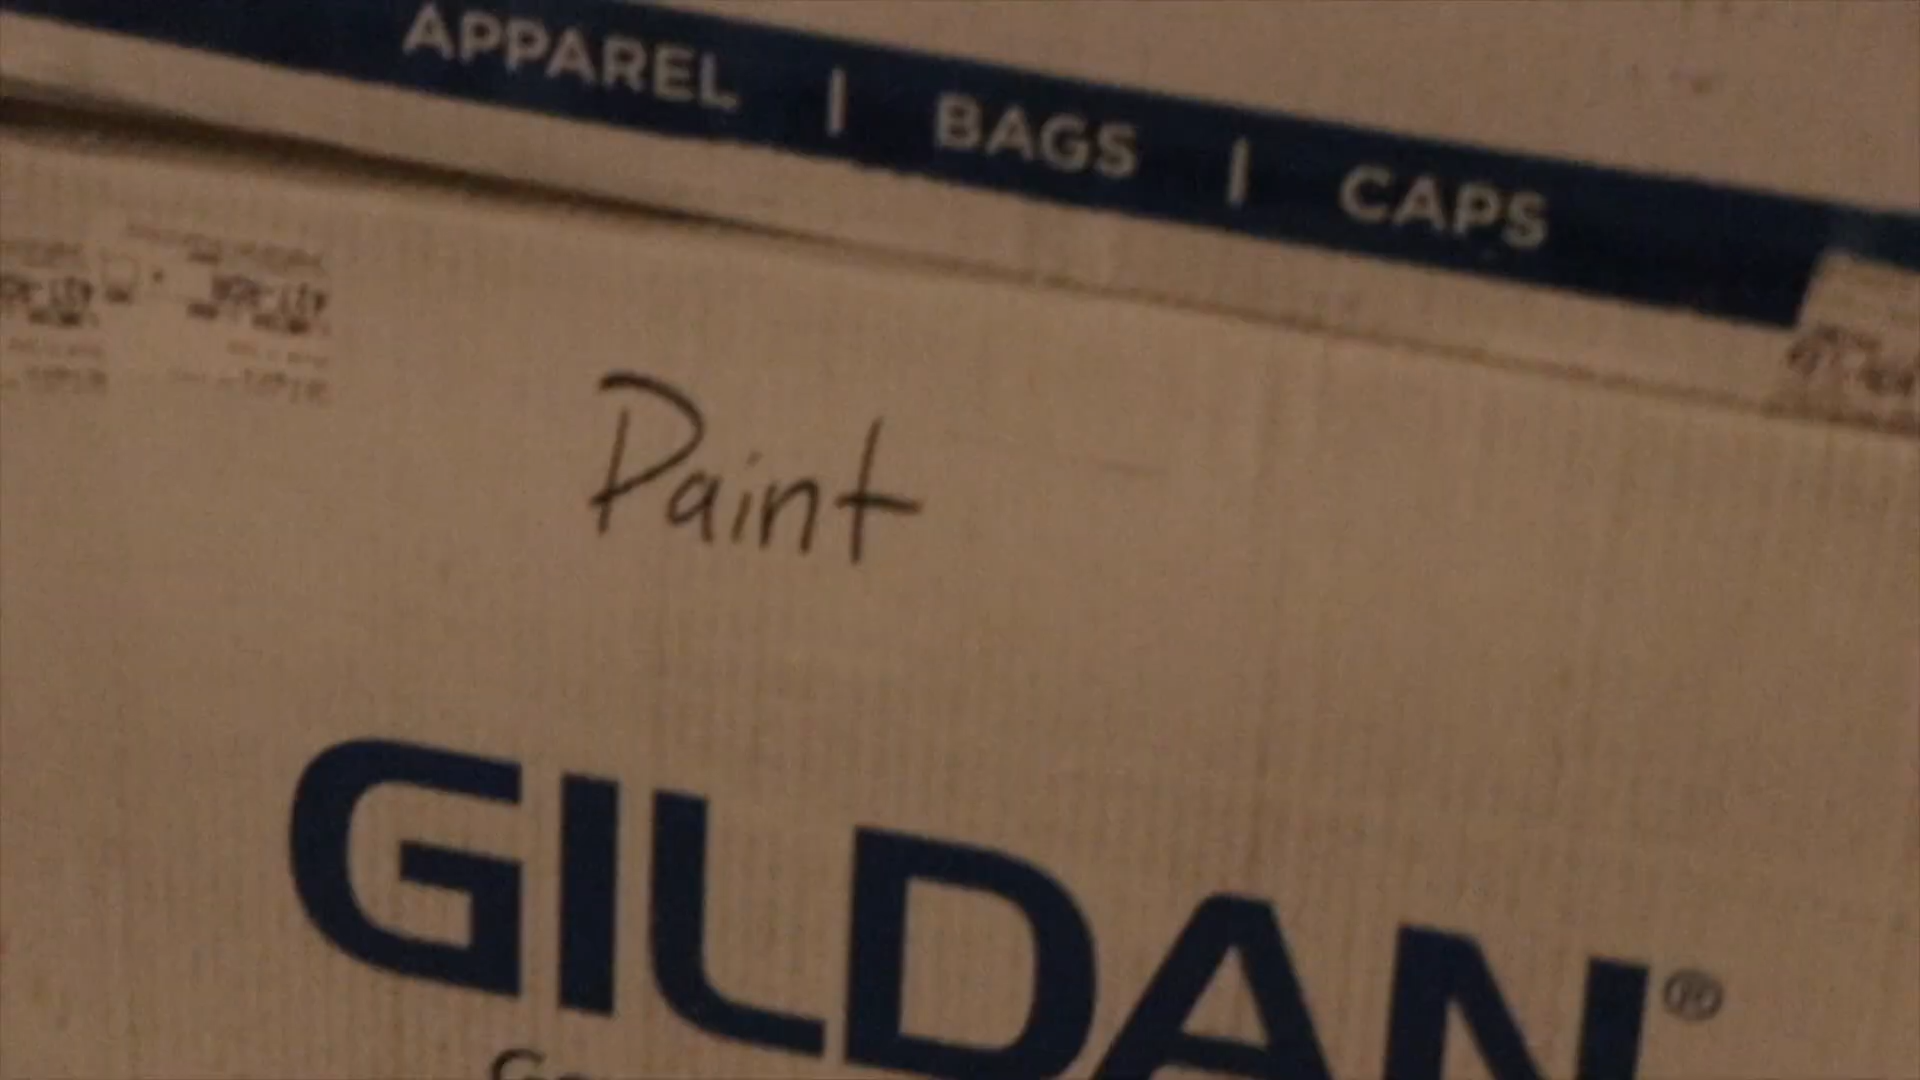 APPAREL | BAGS | CAPS
Paint
GILDAN®